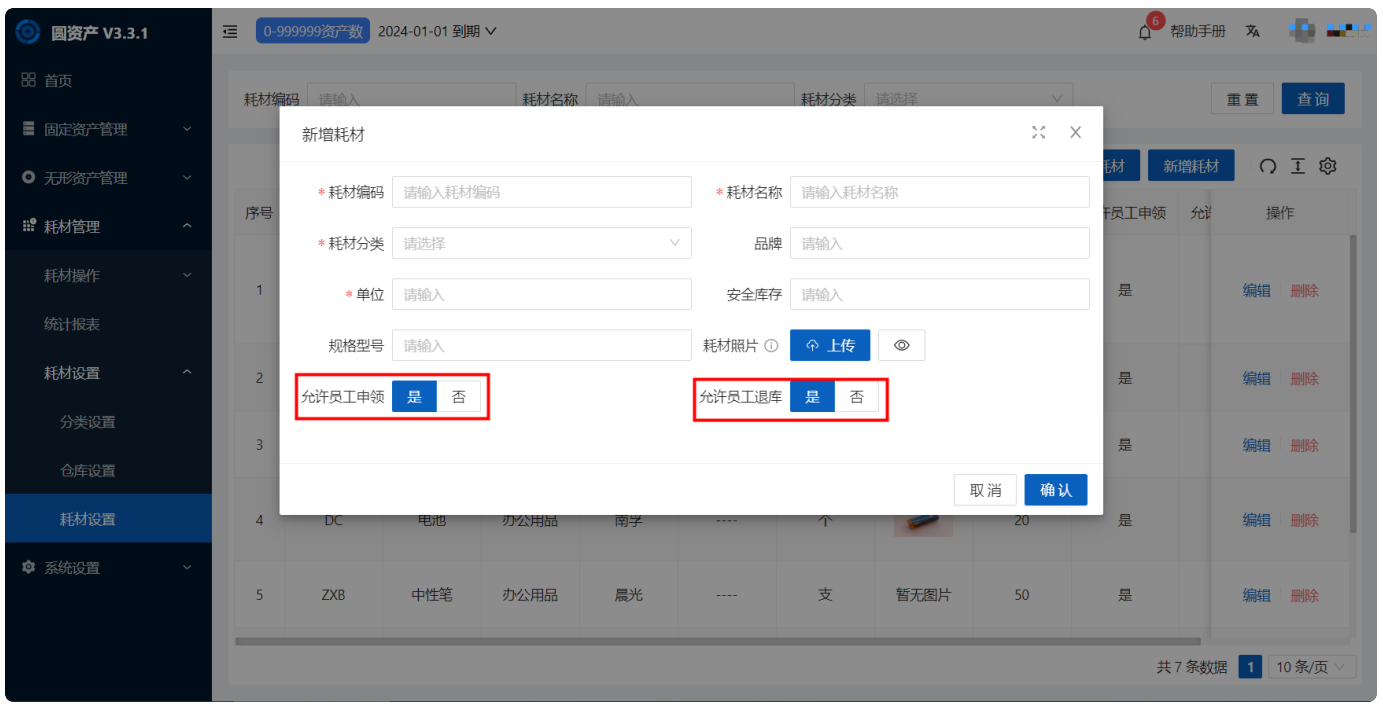 圆资产 V3.3.1
0-999999资产数 2024-01-01 到期
6
帮助手册
首页
固定资产管理
无形资产管理
耗材管理
耗材操作
统计报表
耗材设置
分类设置
仓库设置
耗材设置
系统设置
耗材编码 请输入 耗材名称 请输入 耗材分类 请选择 重置 查询
新增耗材
耗材 新增耗材
* 耗材编码 请输入耗材编码 * 耗材名称 请输入耗材名称
* 耗材分类 请选择 品牌 请输入
* 单位 请输入 安全库存 请输入
规格型号 请输入 耗材照片 上传
允许员工申领 是 否 允许员工退库 是 否
取消 确认
序号 许员工申领 允许 操作
1 是 编辑 删除
2 是 编辑 删除
3 是 编辑 删除
4 DC 电池 办公用品 南孚 ---- 个 20 是 编辑 删除
5 ZXB 中性笔 办公用品 晨光 ---- 支 暂无图片 50 是 编辑 删除
共 7 条数据 1 10 条/页